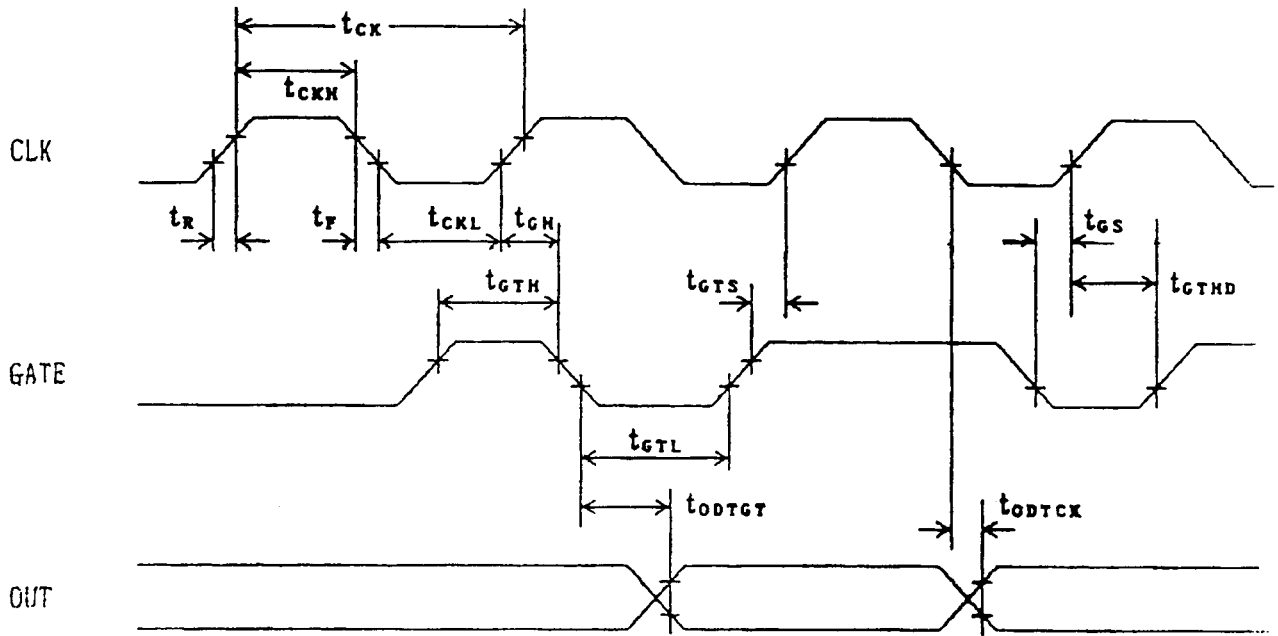 tCK
tCKH
CLK
tR
tF
tCKL
tGH
tGS
tGTH
tGTS
tGTHD
GATE
tGTL
tODTGT
tODTCK
OUT